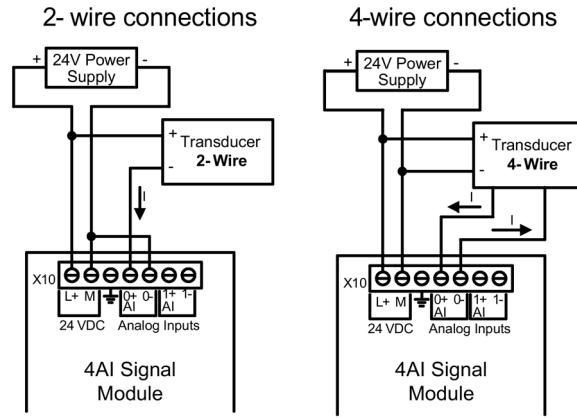 2- wire connections
+ 24V Power Supply -
+ Transducer
- 2-Wire
I
X10
L+ M 0+ 0- 1+ 1-
AI AI
24 VDC Analog Inputs
4AI Signal
Module
4-wire connections
+ 24V Power Supply -
+ Transducer
- 4-Wire
I
I
X10
L+ M 0+ 0- 1+ 1-
AI AI
24 VDC Analog Inputs
4AI Signal
Module